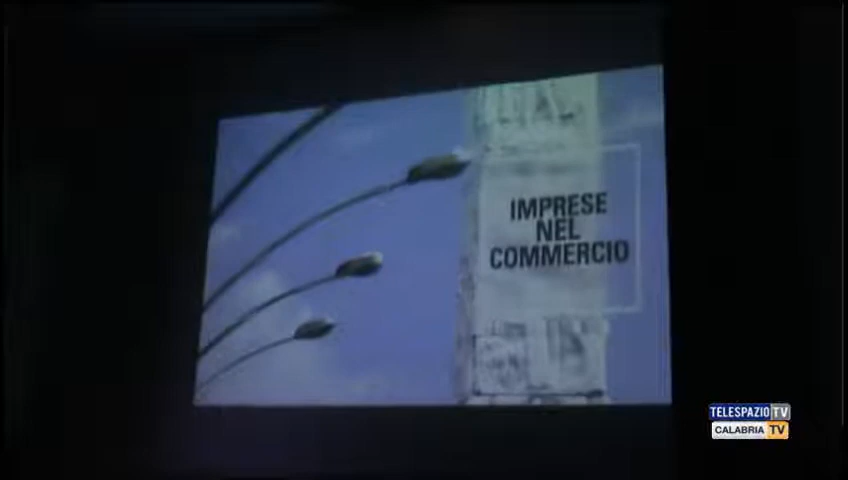 IMPRESE
NEL
COMMERCIO
TELESPAZIO TV
CALABRIA TV